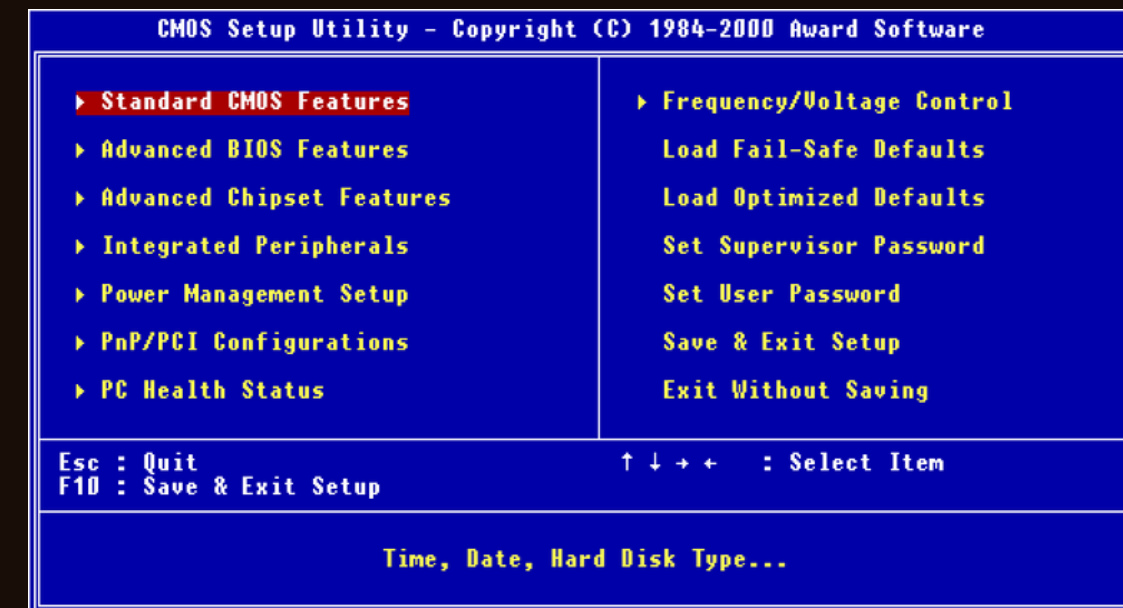 CMOS Setup Utility - Copyright (C) 1984-2000 Award Software
Standard CMOS Features
Advanced BIOS Features
Advanced Chipset Features
Integrated Peripherals
Power Management Setup
PnP/PCI Configurations
PC Health Status
Frequency/Voltage Control
Load Fail-Safe Defaults
Load Optimized Defaults
Set Supervisor Password
Set User Password
Save & Exit Setup
Exit Without Saving
Esc : Quit
F10 : Save & Exit Setup
↑ ↓ → ← : Select Item
Time, Date, Hard Disk Type...